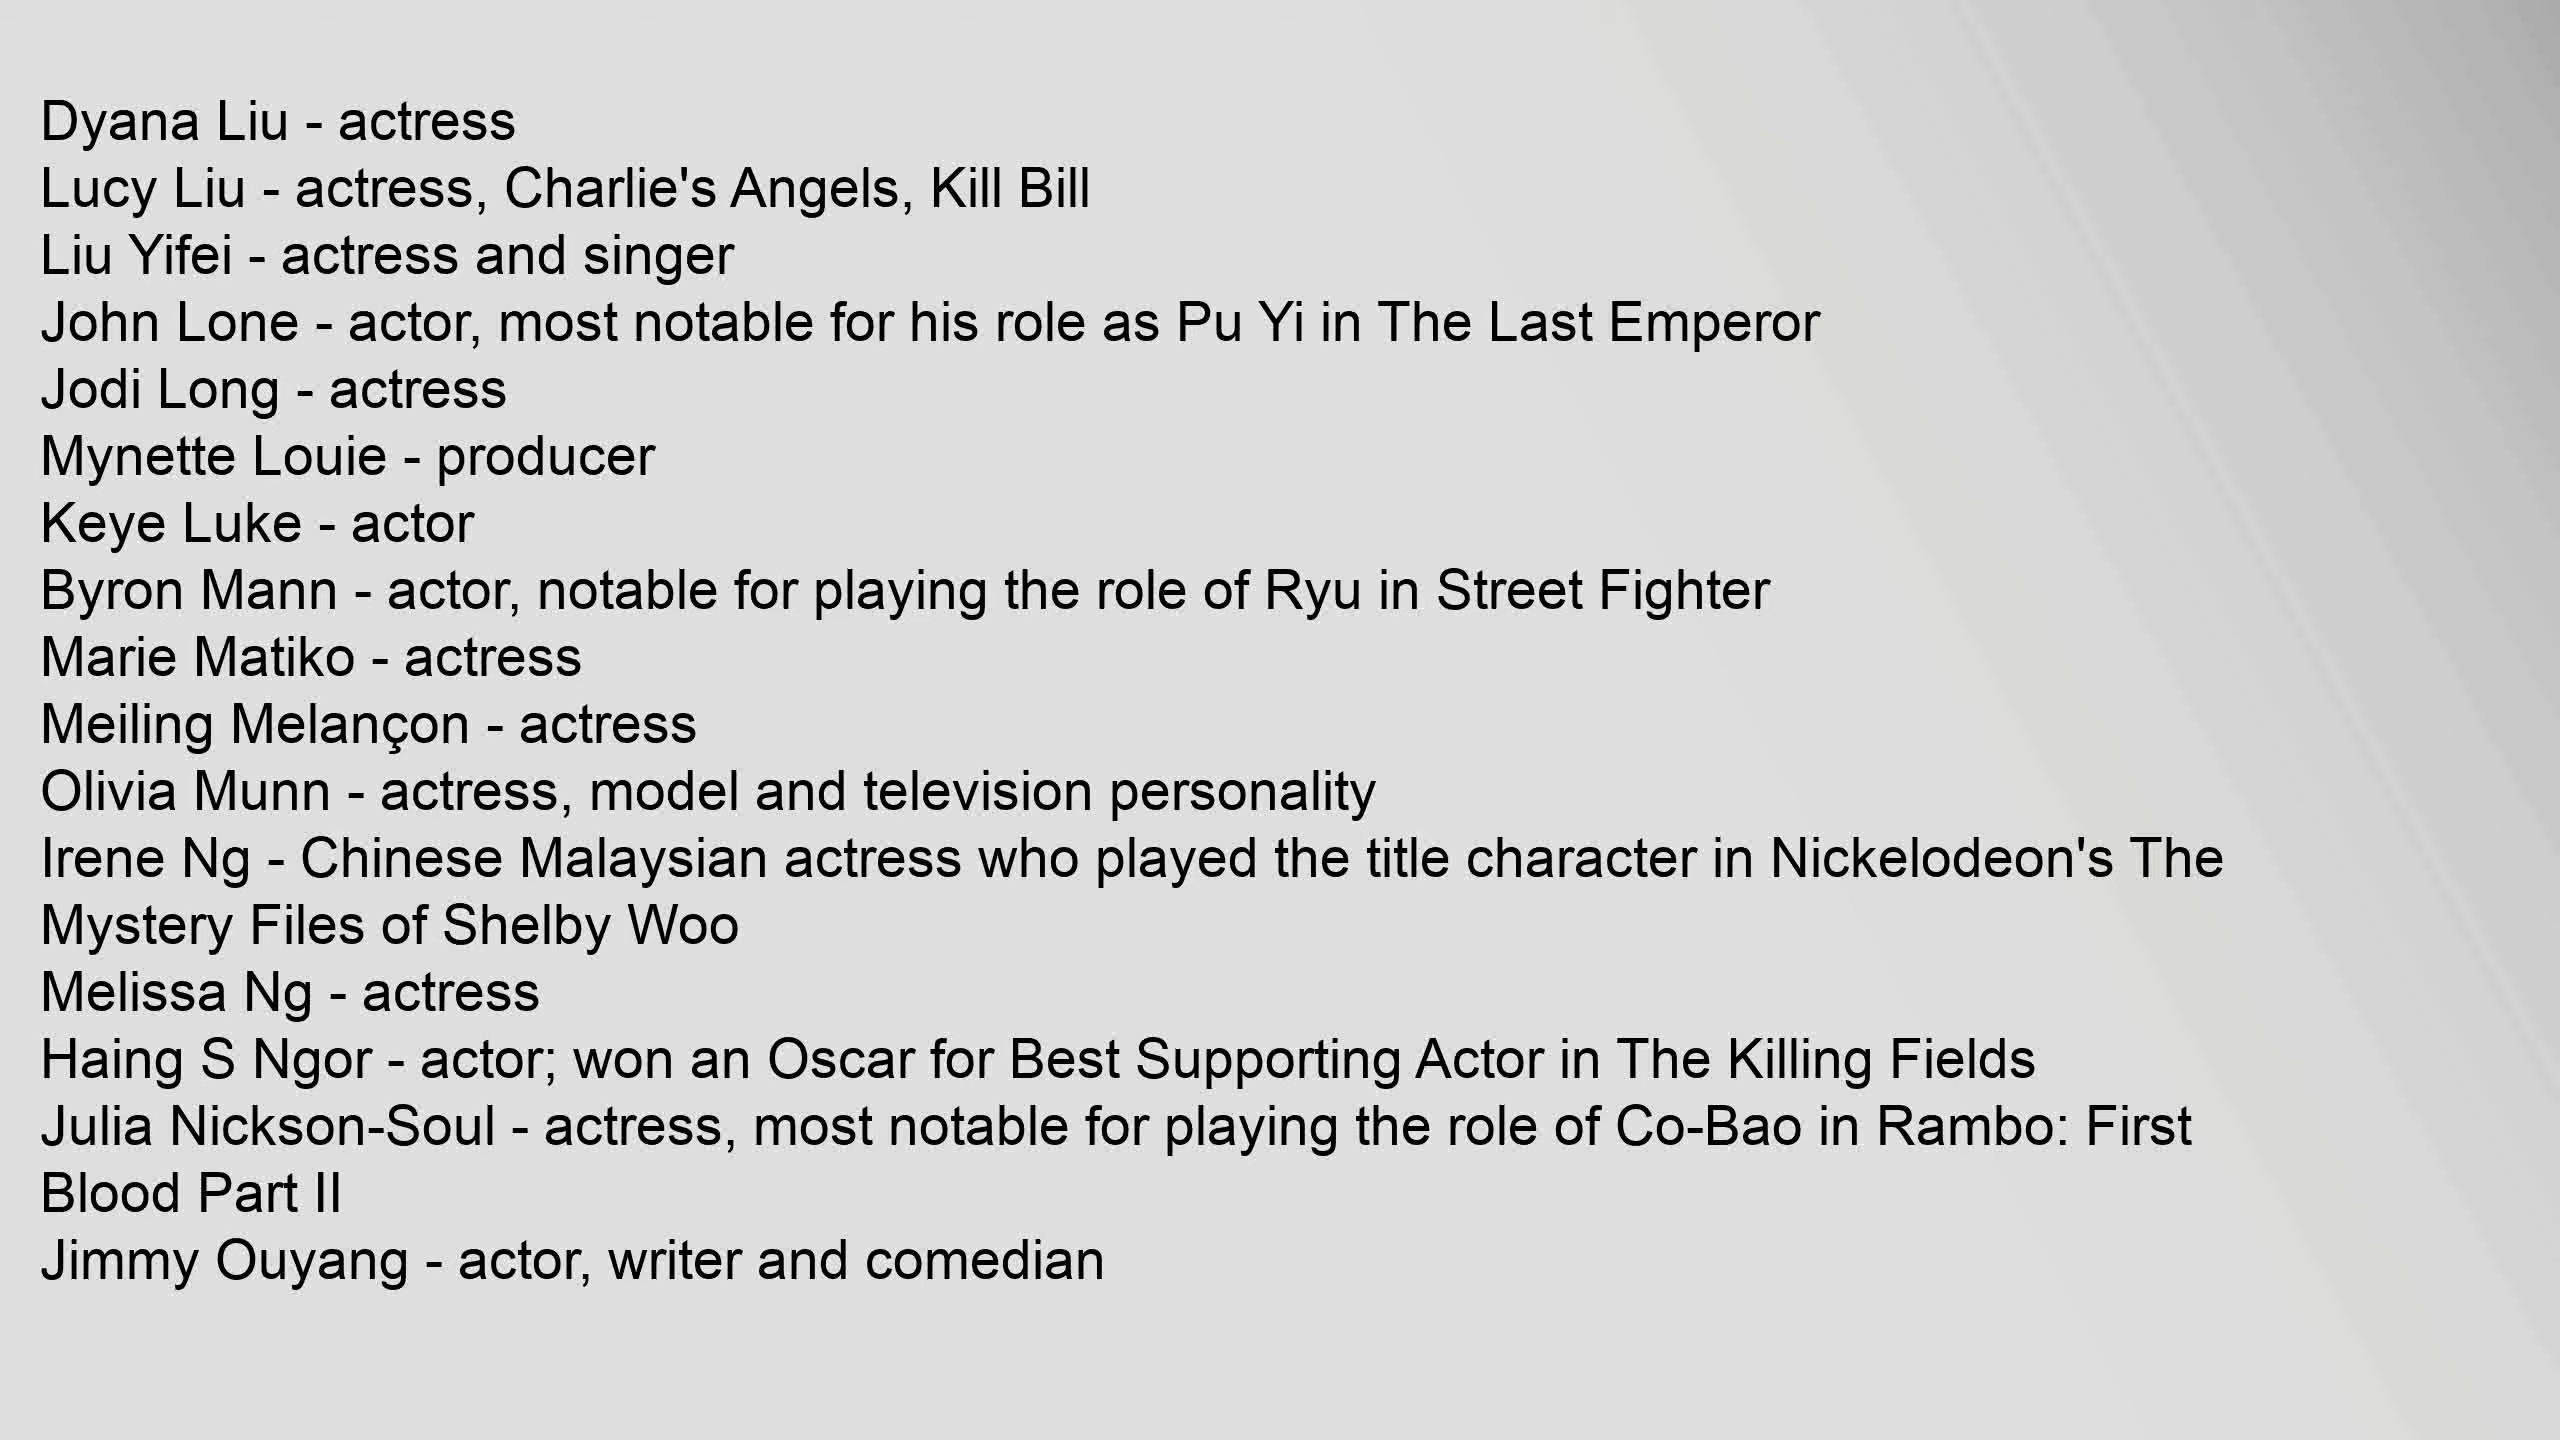 Dyana Liu - actress
Lucy Liu - actress, Charlie's Angels, Kill Bill
Liu Yifei - actress and singer
John Lone - actor, most notable for his role as Pu Yi in The Last Emperor
Jodi Long - actress
Mynette Louie - producer
Keye Luke - actor
Byron Mann - actor, notable for playing the role of Ryu in Street Fighter
Marie Matiko - actress
Meiling Melançon - actress
Olivia Munn - actress, model and television personality
Irene Ng - Chinese Malaysian actress who played the title character in Nickelodeon's The
Mystery Files of Shelby Woo
Melissa Ng - actress
Haing S Ngor - actor; won an Oscar for Best Supporting Actor in The Killing Fields
Julia Nickson-Soul - actress, most notable for playing the role of Co-Bao in Rambo: First
Blood Part II
Jimmy Ouyang - actor, writer and comedian